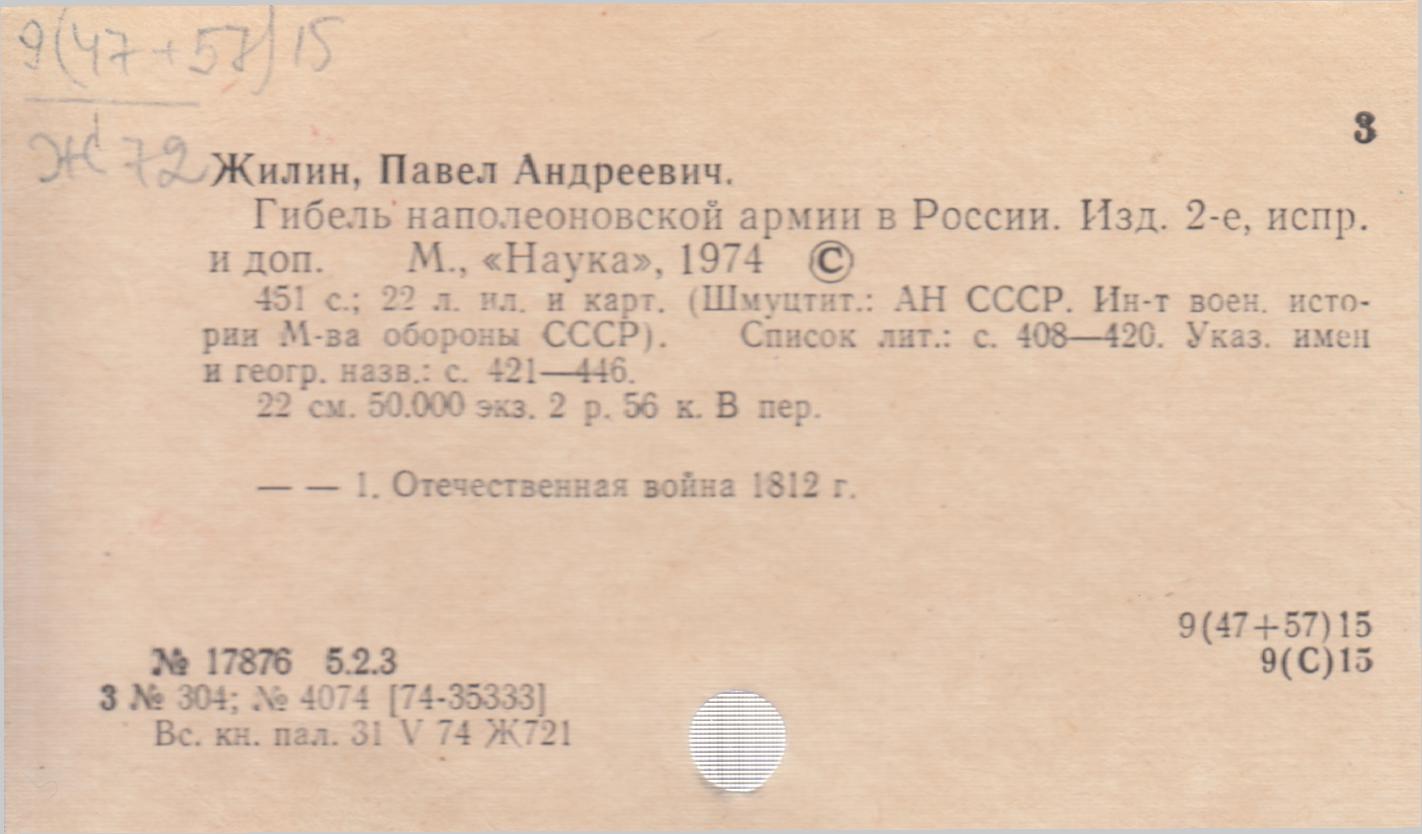 9(47+57)15
Ж 72
3
Жилин, Павел Андреевич.
Гибель наполеоновской армии в России. Изд. 2-е, испр.
и доп. М., «Наука», 1974 ©
451 с.; 22 л. ил. и карт. (Шмуцтит.: АН СССР. Ин-т воен. исто-
рии М-ва обороны СССР). Список лит.: с. 408—420. Указ. имен
и геогр. назв.: с. 421—446.
22 см. 50.000 экз. 2 р. 56 к. В пер.
— — 1. Отечественная война 1812 г.
9(47+57)15
9(С)15
№ 17876 5.2.3
3 № 304; № 4074 [74-35333]
Вс. кн. пал. 31 V 74 Ж721